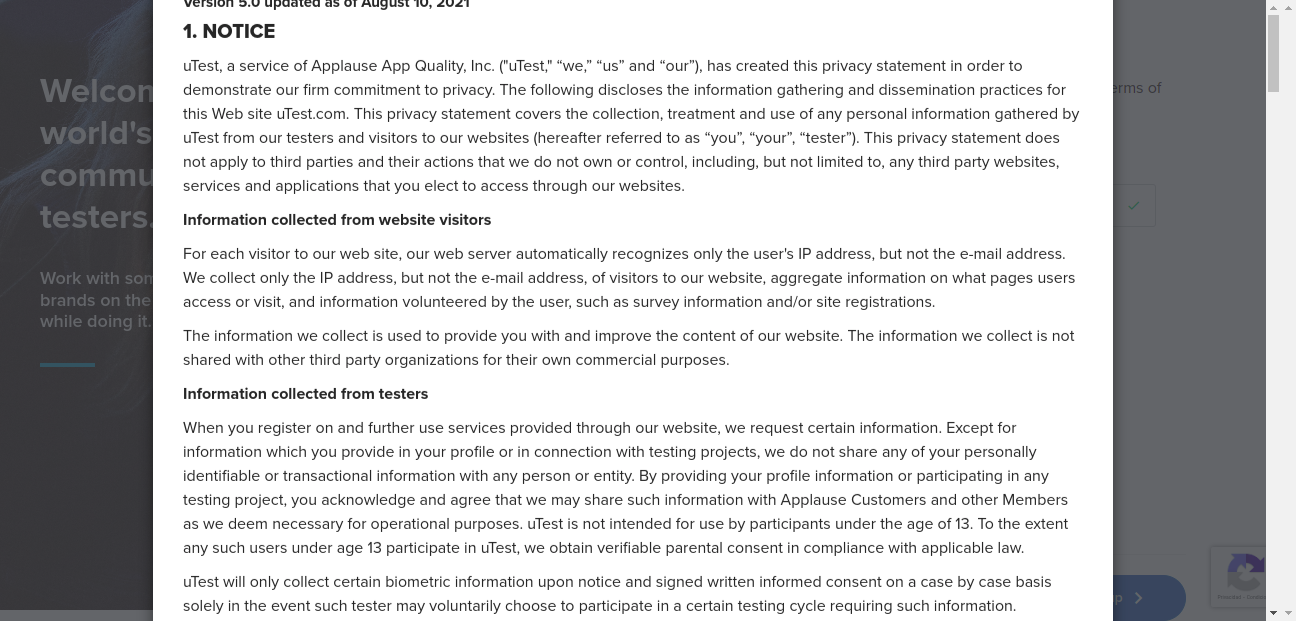 Version 5.0 updated as of August 10, 2021
1. NOTICE
uTest, a service of Applause App Quality, Inc. ("uTest," “we,” “us” and “our”), has created this privacy statement in order to
demonstrate our firm commitment to privacy. The following discloses the information gathering and dissemination practices for
this Web site uTest.com. This privacy statement covers the collection, treatment and use of any personal information gathered by
uTest from our testers and visitors to our websites (hereafter referred to as “you”, “your”, “tester”). This privacy statement does
not apply to third parties and their actions that we do not own or control, including, but not limited to, any third party websites,
services and applications that you elect to access through our websites.
Information collected from website visitors
For each visitor to our web site, our web server automatically recognizes only the user's IP address, but not the e-mail address.
We collect only the IP address, but not the e-mail address, of visitors to our website, aggregate information on what pages users
access or visit, and information volunteered by the user, such as survey information and/or site registrations.
The information we collect is used to provide you with and improve the content of our website. The information we collect is not
shared with other third party organizations for their own commercial purposes.
Information collected from testers
When you register on and further use services provided through our website, we request certain information. Except for
information which you provide in your profile or in connection with testing projects, we do not share any of your personally
identifiable or transactional information with any person or entity. By providing your profile information or participating in any
testing project, you acknowledge and agree that we may share such information with Applause Customers and other Members
as we deem necessary for operational purposes. uTest is not intended for use by participants under the age of 13. To the extent
any such users under age 13 participate in uTest, we obtain verifiable parental consent in compliance with applicable law.
uTest will only collect certain biometric information upon notice and signed written informed consent on a case by case basis
solely in the event such tester may voluntarily choose to participate in a certain testing cycle requiring such information.
world's
testers.
Work with
brands on the
while doing it.
of